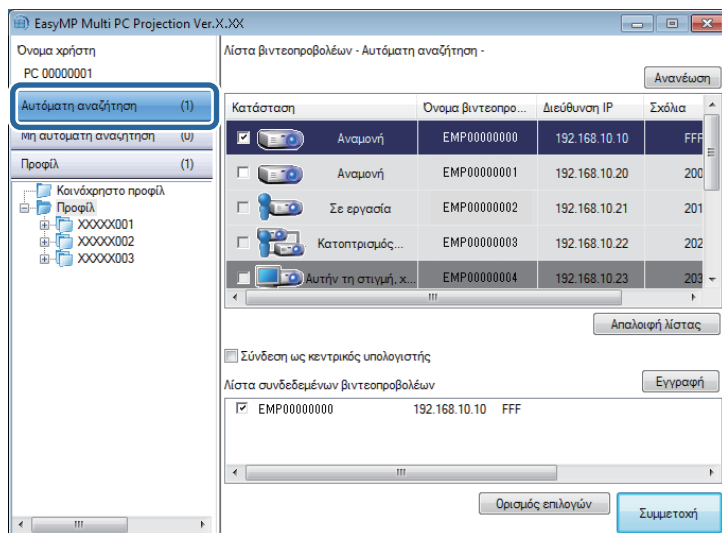 EasyMP Multi PC Projection Ver.X.XX
Όνομα χρήστη
PC 00000001
Αυτόματη αναζήτηση (1)
Μη αυτόματη αναζήτηση (0)
Προφίλ (1)
Κοινόχρηστο προφίλ
Προφίλ
XXXXX001
XXXXX002
XXXXX003
Λίστα βιντεοπροβολέων - Αυτόματη αναζήτηση -
Ανανέωση
Κατάσταση Όνομα βιντεοπρο... Διεύθυνση IP Σχόλια
Αναμονή EMP00000000 192.168.10.10 FFF
Αναμονή EMP00000001 192.168.10.20 200
Σε εργασία EMP00000002 192.168.10.21 201
Κατοπτρισμός... EMP00000003 192.168.10.22 202
Αυτήν τη στιγμή, χ... EMP00000004 192.168.10.23 203
Απαλοιφή λίστας
Σύνδεση ως κεντρικός υπολογιστής
Λίστα συνδεδεμένων βιντεοπροβολέων
Εγγραφή
EMP00000000 192.168.10.10 FFF
Ορισμός επιλογών
Συμμετοχή